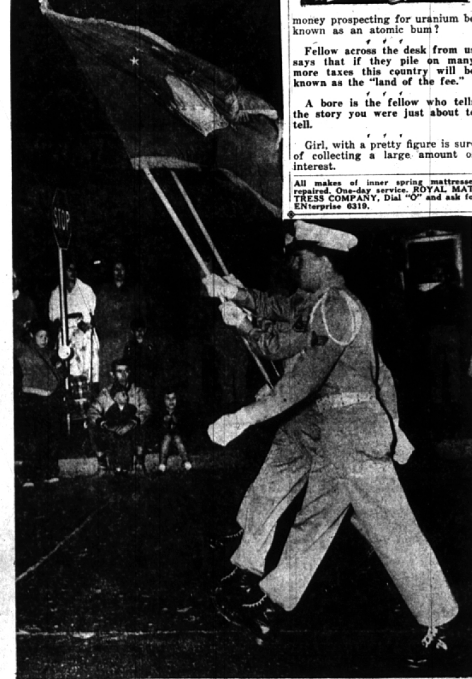 money prospecting for uranium be
known as an atomic bum?
Fellow across the desk from us
says that if they pile on many
more taxes this country will be
known as the "land of the fee."
A bore is the fellow who tells
the story you were just about to
tell.
Girl, with a pretty figure is sure
of collecting a large amount of
interest.
All makes of inner spring mattresses
repaired. One-day service. ROYAL MAT
TRESS COMPANY, Dial "O" and ask fo
ENterprise 6319.
STOP